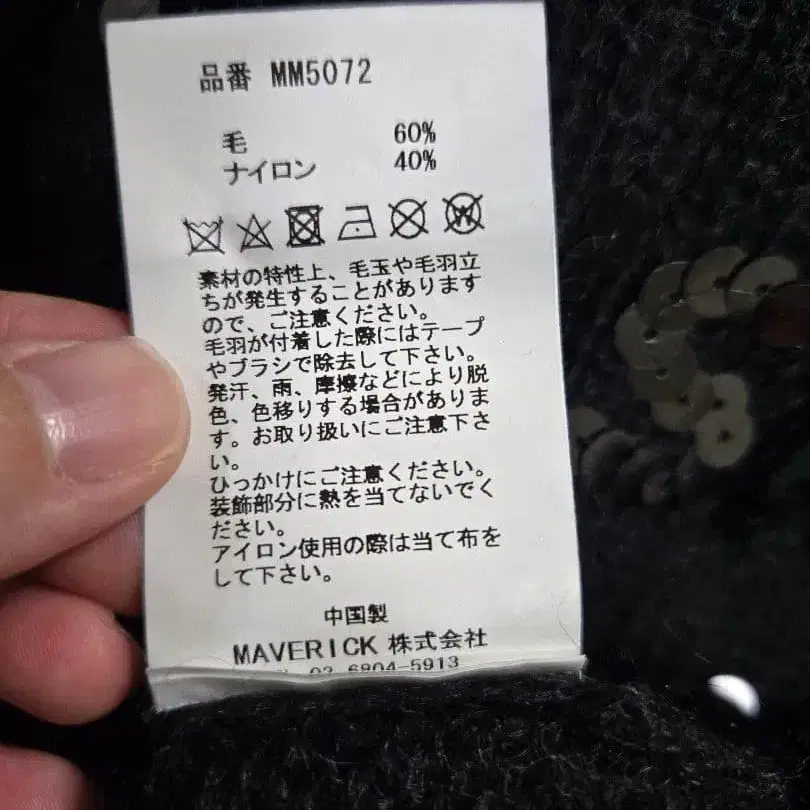 品番 MM5072
毛 60%
ナイロン 40%
素材の特性上、毛玉や毛羽立
ちが発生することがあります
ので、ご注意ください。
毛羽が付着した際にはテープ
やブラシで除去して下さい。
発汗、雨、摩擦などにより脱
色、色移りする場合がありま
す。お取り扱いにご注意下さ
い。
ひっかけにご注意ください。
装飾部分に熱を当てないでく
ださい。
アイロン使用の際は当て布を
して下さい。
中国製
MAVERICK 株式会社
03-6804-5913